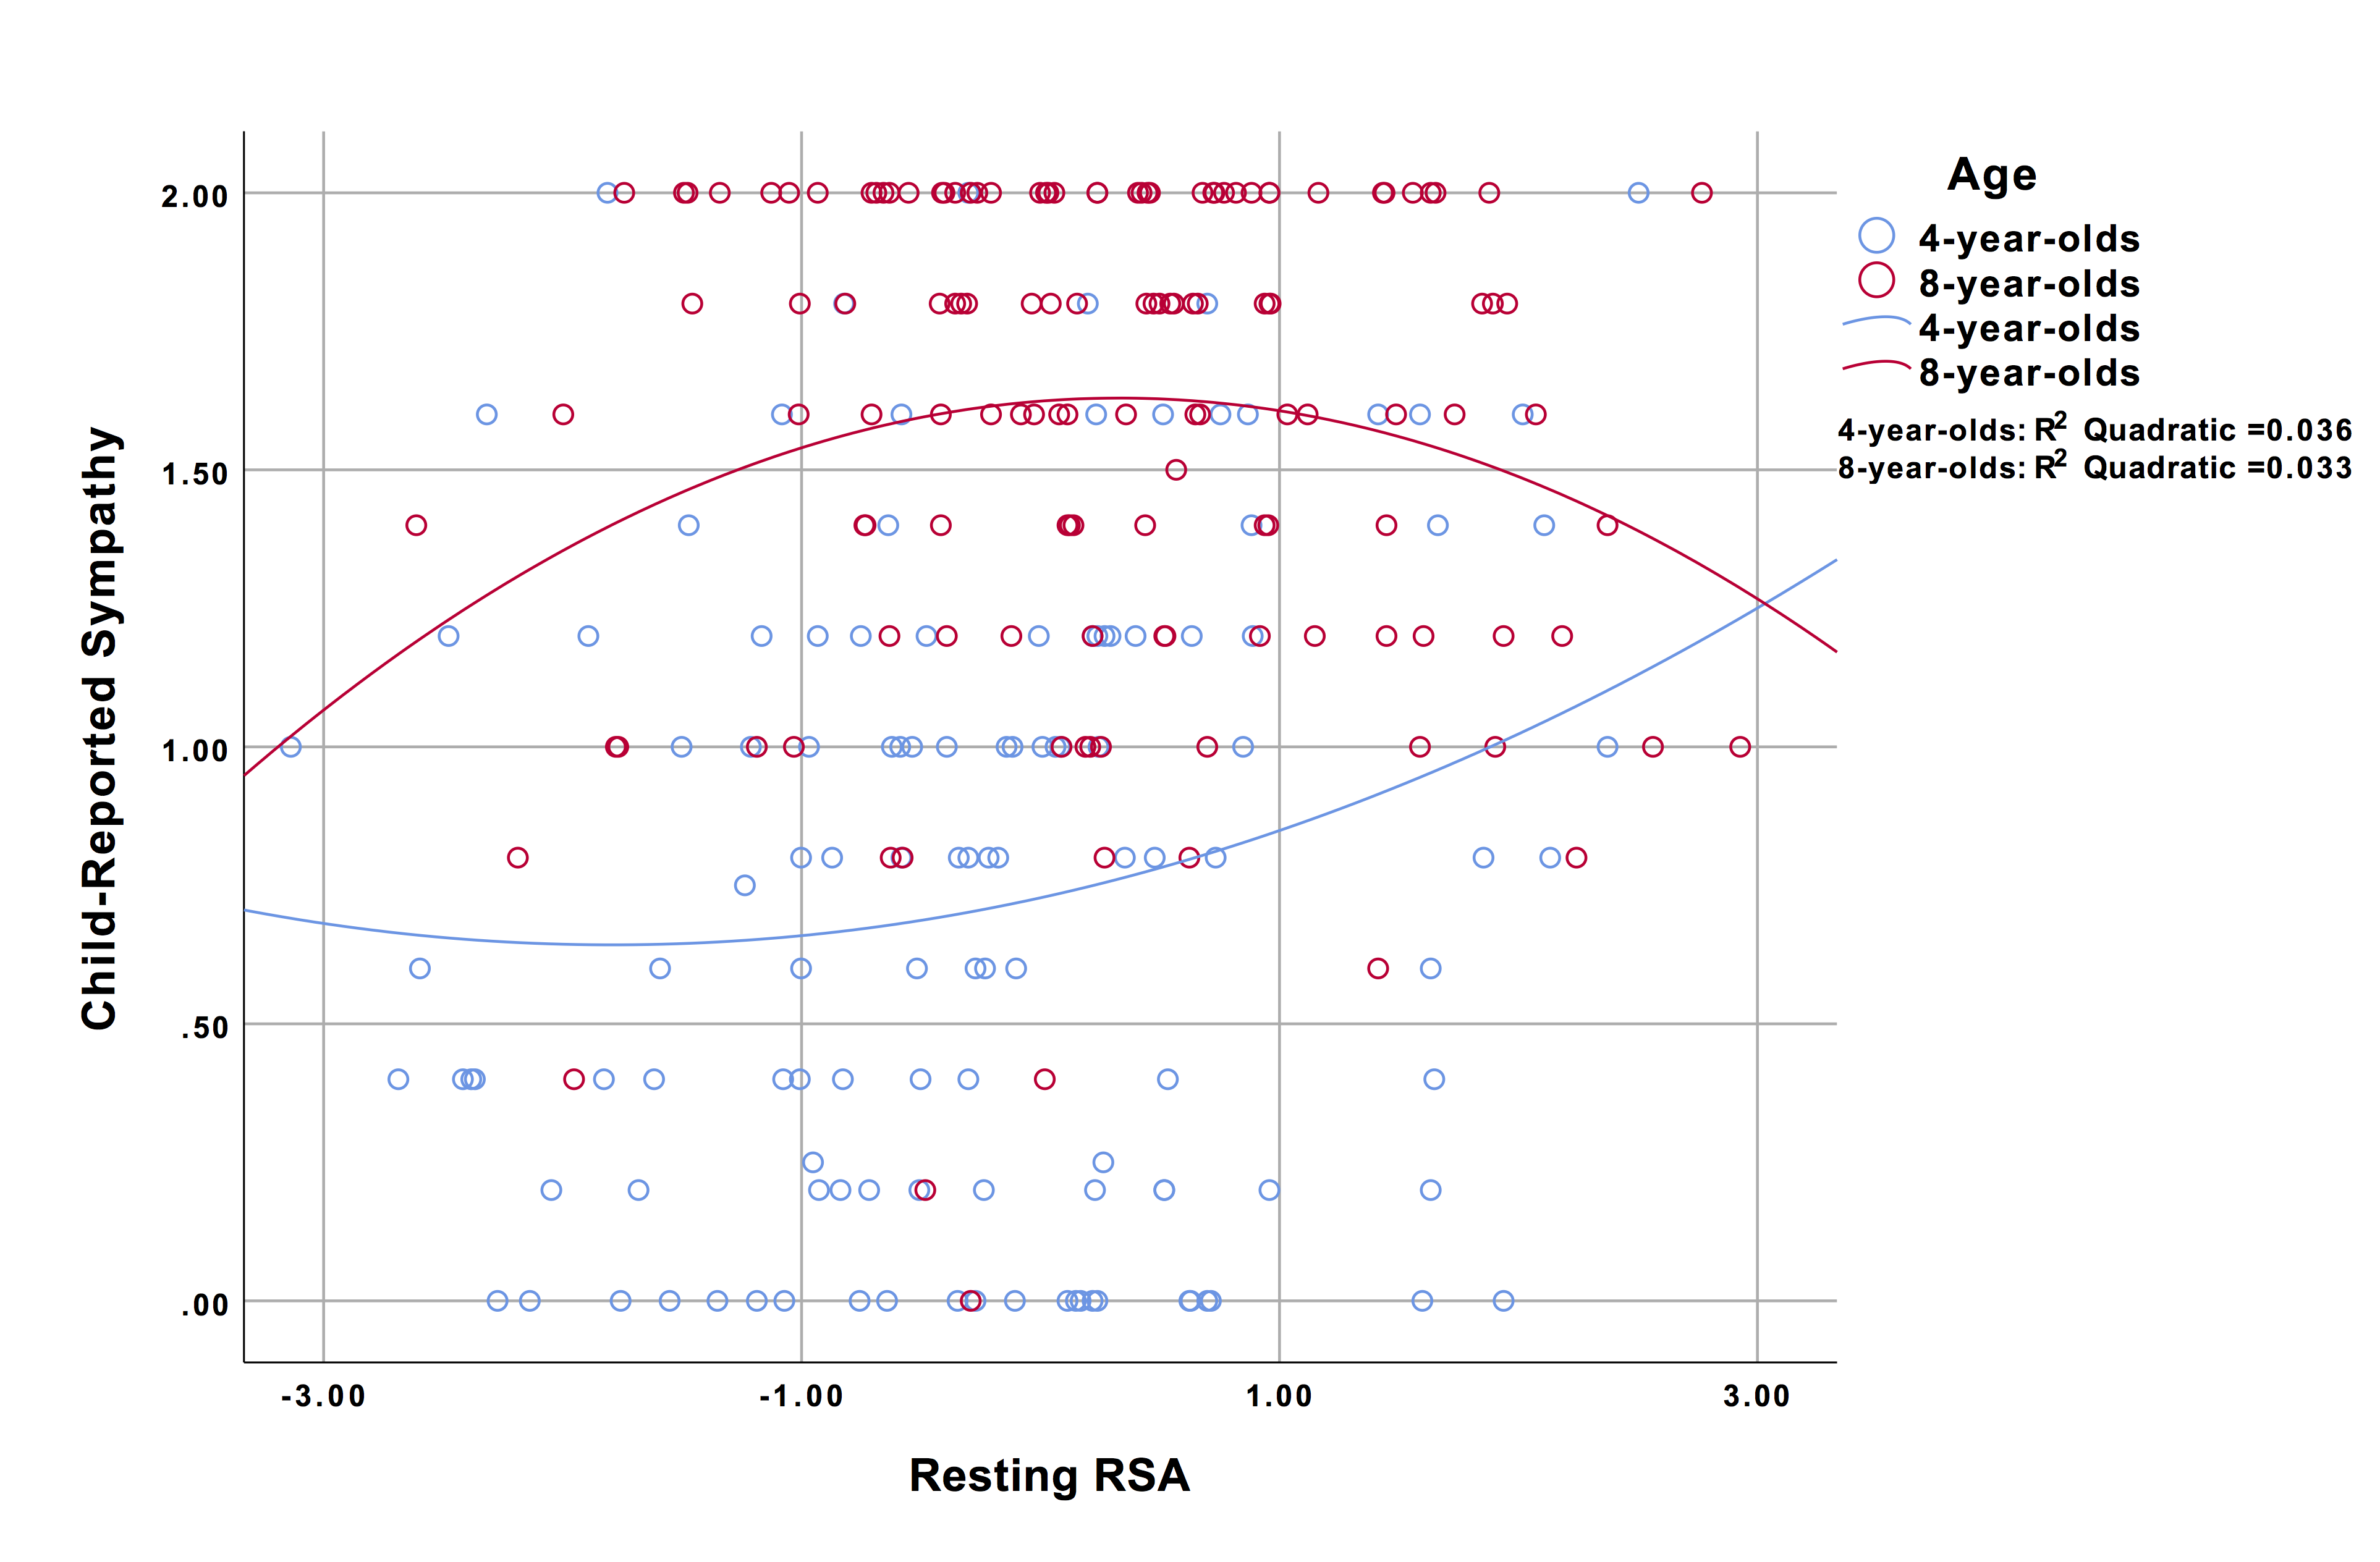 Age
4-year-olds
8-year-olds
4-year-olds
8-year-olds
4-year-olds: R2 Quadratic =0.036
8-year-olds: R2 Quadratic =0.033
Child-Reported Sympathy
2.00
1.50
1.00
.50
.00
-3.00 -1.00 1.00 3.00
Resting RSA